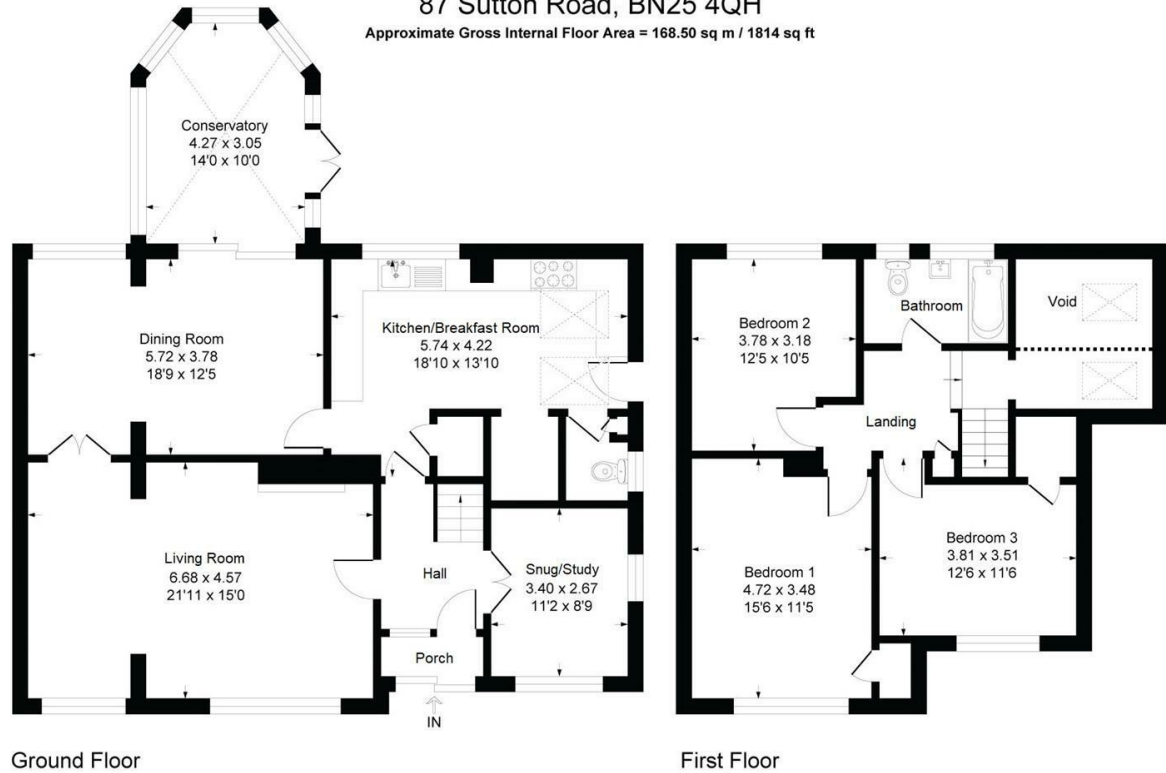 87 Sutton Road, BN25 4QH
Approximate Gross Internal Floor Area = 168.50 sq m / 1814 sq ft
Conservatory
4.27 x 3.05
14'0 x 10'0
Dining Room
5.72 x 3.78
18'9 x 12'5
Kitchen/Breakfast Room
5.74 x 4.22
18'10 x 13'10
Living Room
6.68 x 4.57
21'11 x 15'0
Hall
Snug/Study
3.40 x 2.67
11'2 x 8'9
Porch
IN
Ground Floor
Bedroom 2
3.78 x 3.18
12'5 x 10'5
Bathroom
Void
Landing
Bedroom 1
4.72 x 3.48
15'6 x 11'5
Bedroom 3
3.81 x 3.51
12'6 x 11'6
First Floor